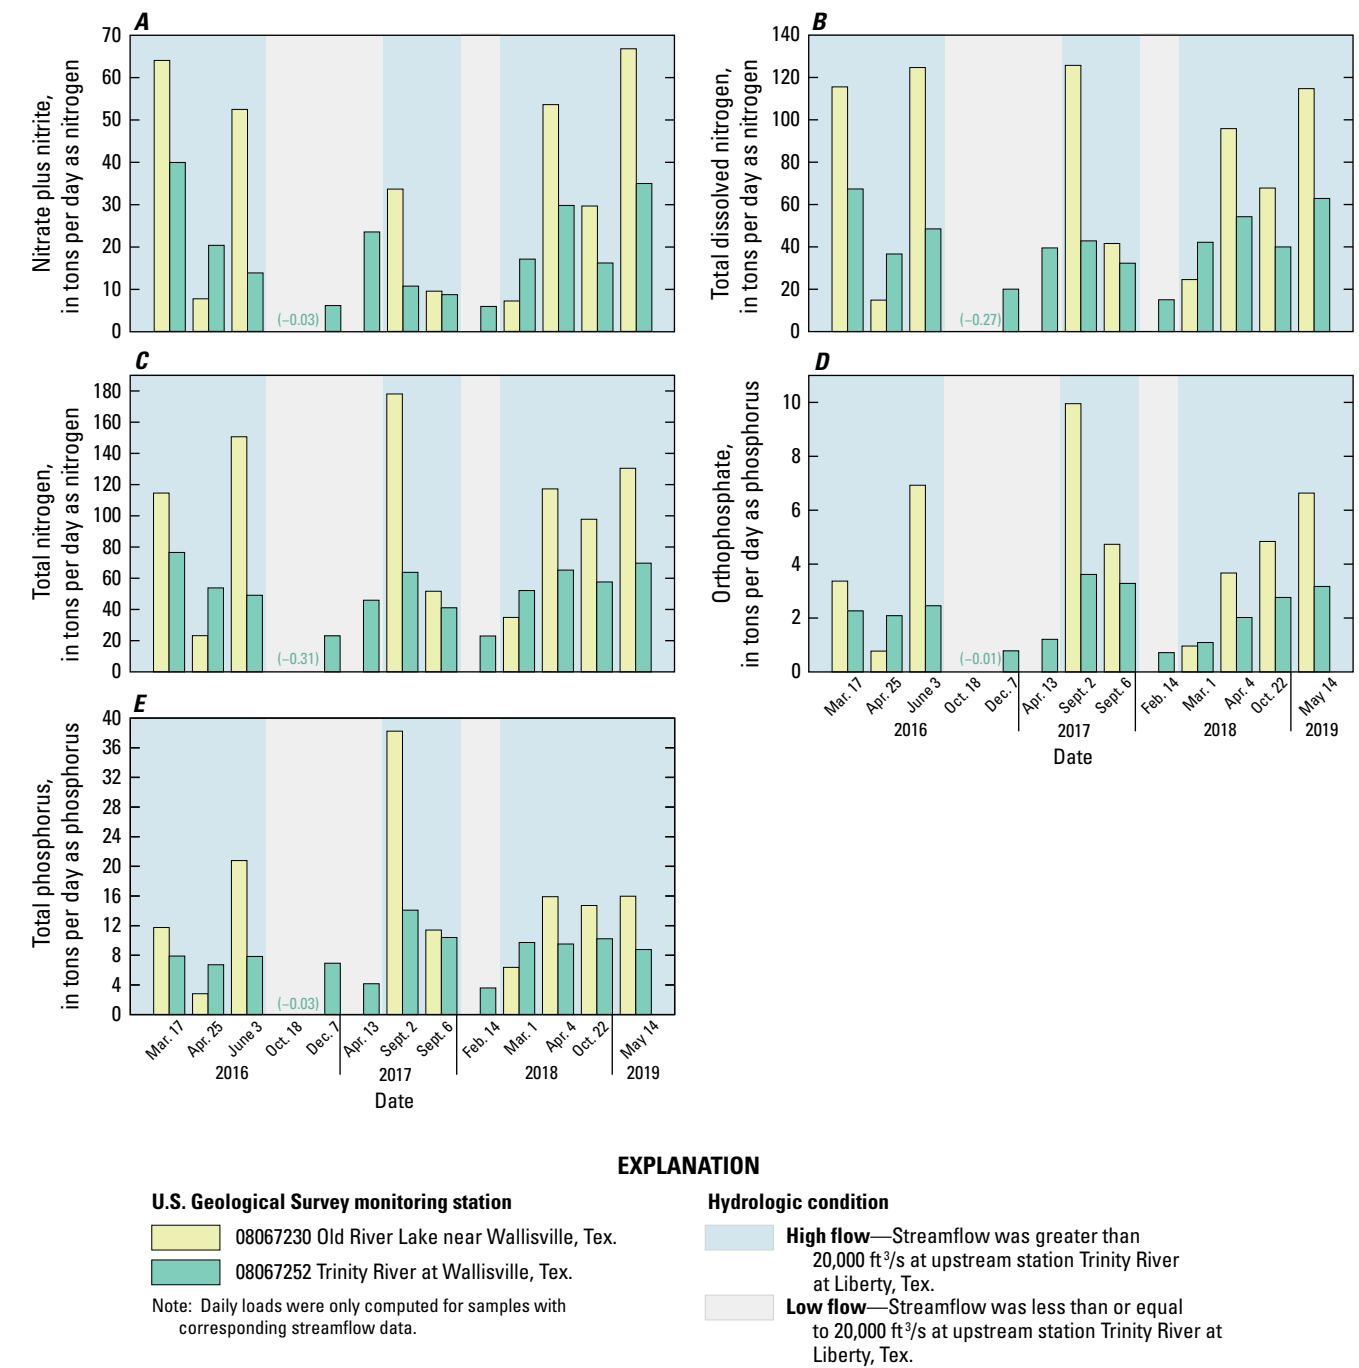 A
Nitrate plus nitrite,
in tons per day as nitrogen
70
60
50
40
30
20
10
0
(−0.03)
B
Total dissolved nitrogen,
in tons per day as nitrogen
140
120
100
80
60
40
20
0
(−0.27)
C
Total nitrogen,
in tons per day as nitrogen
180
160
140
120
100
80
60
40
20
0
(−0.31)
D
Orthophosphate,
in tons per day as phosphorus
10
8
6
4
2
0
(−0.01)
Mar. 17 Apr. 25 June 3 Oct. 18 Dec. 7 Apr. 13 Sept. 2 Sept. 6 Feb. 14 Mar. 1 Apr. 4 Oct. 22 May 14
2016 2017 2018 2019
Date
E
Total phosphorus,
in tons per day as phosphorus
40
36
32
28
24
20
16
12
8
4
0
(−0.03)
Mar. 17 Apr. 25 June 3 Oct. 18 Dec. 7 Apr. 13 Sept. 2 Sept. 6 Feb. 14 Mar. 1 Apr. 4 Oct. 22 May 14
2016 2017 2018 2019
Date
EXPLANATION
U.S. Geological Survey monitoring station
08067230 Old River Lake near Wallisville, Tex.
08067252 Trinity River at Wallisville, Tex.
Note: Daily loads were only computed for samples with
corresponding streamflow data.
Hydrologic condition
High flow—Streamflow was greater than
20,000 ft³/s at upstream station Trinity River
at Liberty, Tex.
Low flow—Streamflow was less than or equal
to 20,000 ft³/s at upstream station Trinity River at
Liberty, Tex.